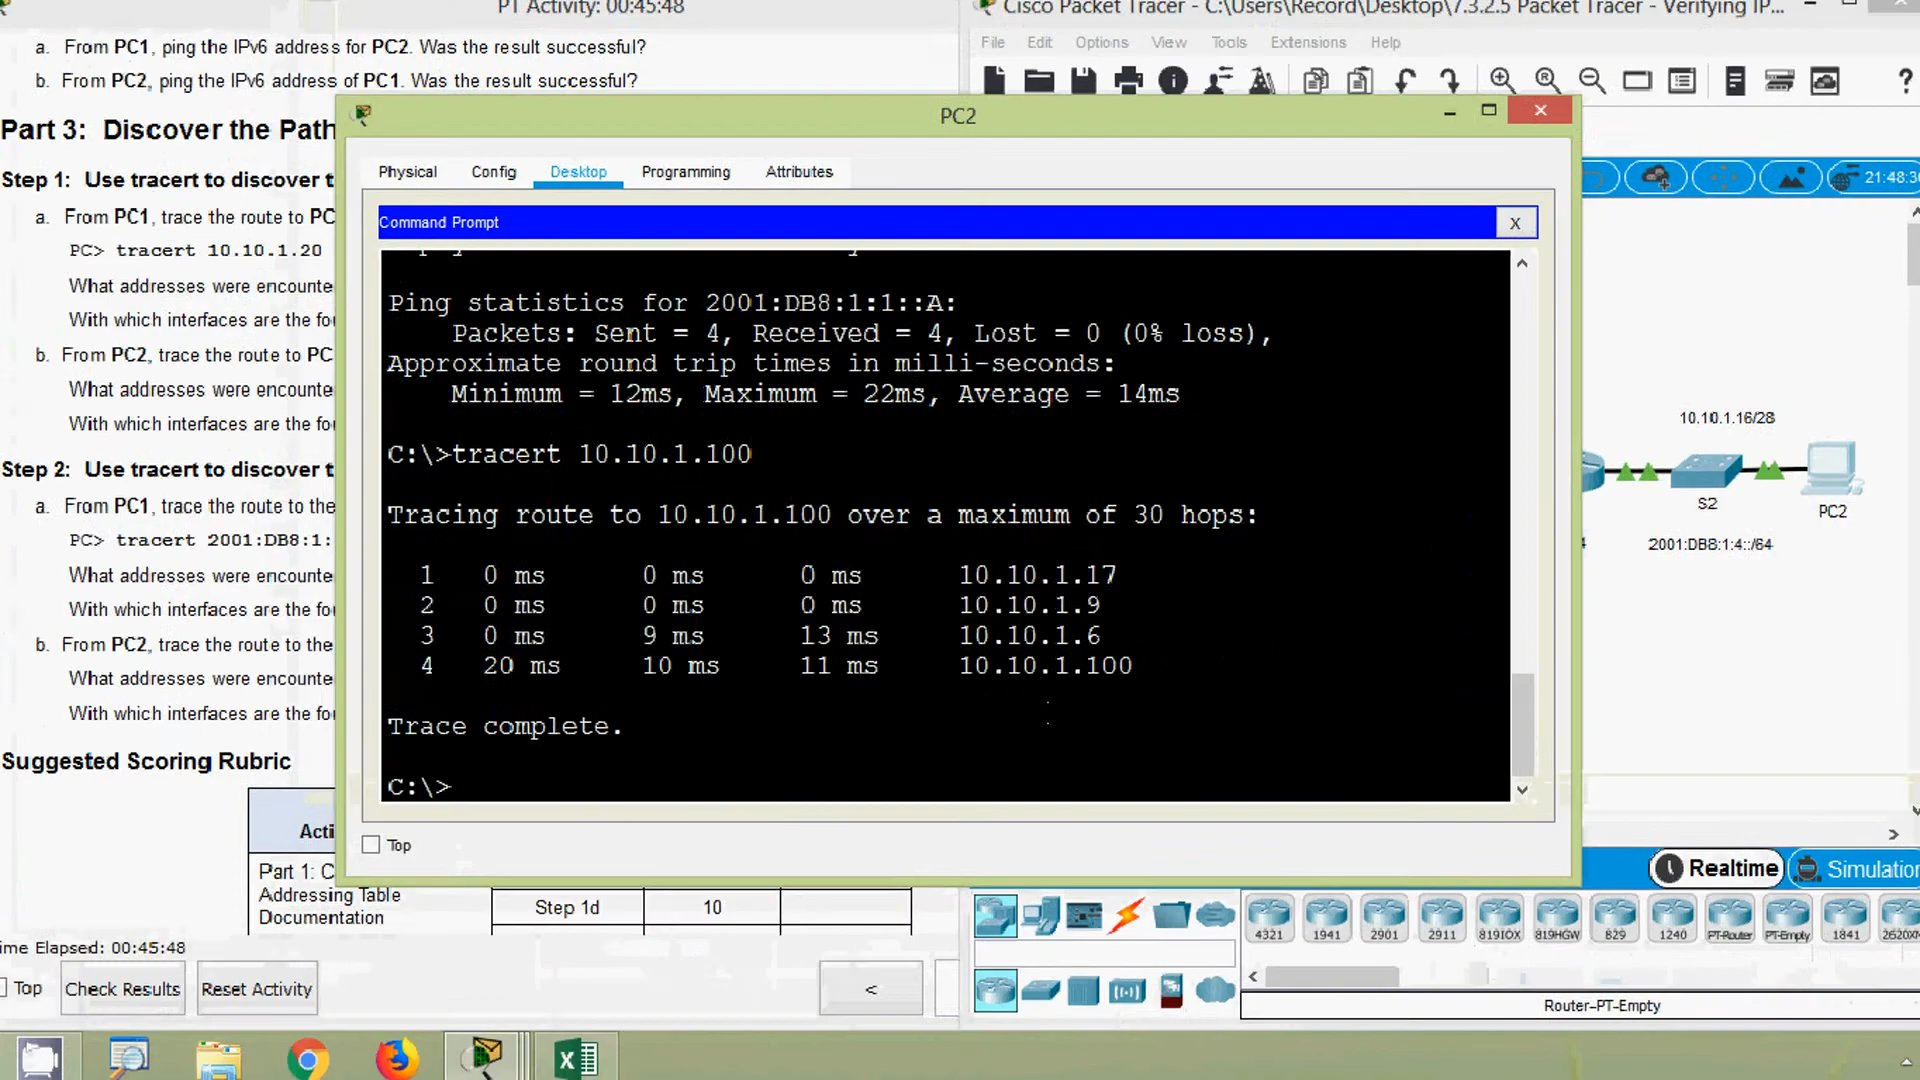 PT Activity: 00:45:48
a. From PC1, ping the IPv6 address for PC2. Was the result successful?
b. From PC2, ping the IPv6 address of PC1. Was the result successful?
Part 3: Discover the Path
Step 1: Use tracert to discover t
a. From PC1, trace the route to PC
PC> tracert 10.10.1.20
What addresses were encounte
With which interfaces are the fo
b. From PC2, trace the route to PC
What addresses were encounte
With which interfaces are the fo
Step 2: Use tracert to discover t
a. From PC1, trace the route to the
PC> tracert 2001:DB8:1:
What addresses were encounte
With which interfaces are the fo
b. From PC2, trace the route to the
What addresses were encounte
With which interfaces are the fo
Suggested Scoring Rubric
Acti
Part 1: C
Addressing Table
Documentation
Step 1d 10
ime Elapsed: 00:45:48
Top
Check Results
Reset Activity
<
Cisco Packet Tracer - C:\Users\Record\Desktop\7.3.2.5 Packet Tracer - Verifying IP...
File Edit Options View Tools Extensions Help
?
21:48:3
PC2
Physical Config Desktop Programming Attributes
Command Prompt
X
Ping statistics for 2001:DB8:1:1::A:
Packets: Sent = 4, Received = 4, Lost = 0 (0% loss),
Approximate round trip times in milli-seconds:
Minimum = 12ms, Maximum = 22ms, Average = 14ms
C:\>tracert 10.10.1.100
Tracing route to 10.10.1.100 over a maximum of 30 hops:
1 0 ms 0 ms 0 ms 10.10.1.17
2 0 ms 0 ms 0 ms 10.10.1.9
3 0 ms 9 ms 13 ms 10.10.1.6
4 20 ms 10 ms 11 ms 10.10.1.100
Trace complete.
C:\>
Top
10.10.1.16/28
S2
PC2
4
2001:DB8:1:4::/64
Realtime
Simulation
4321 1941 2901 2911 819IOX 819HGW 829 1240 PT-Router PT-Empty 1841 2620XM
Router-PT-Empty